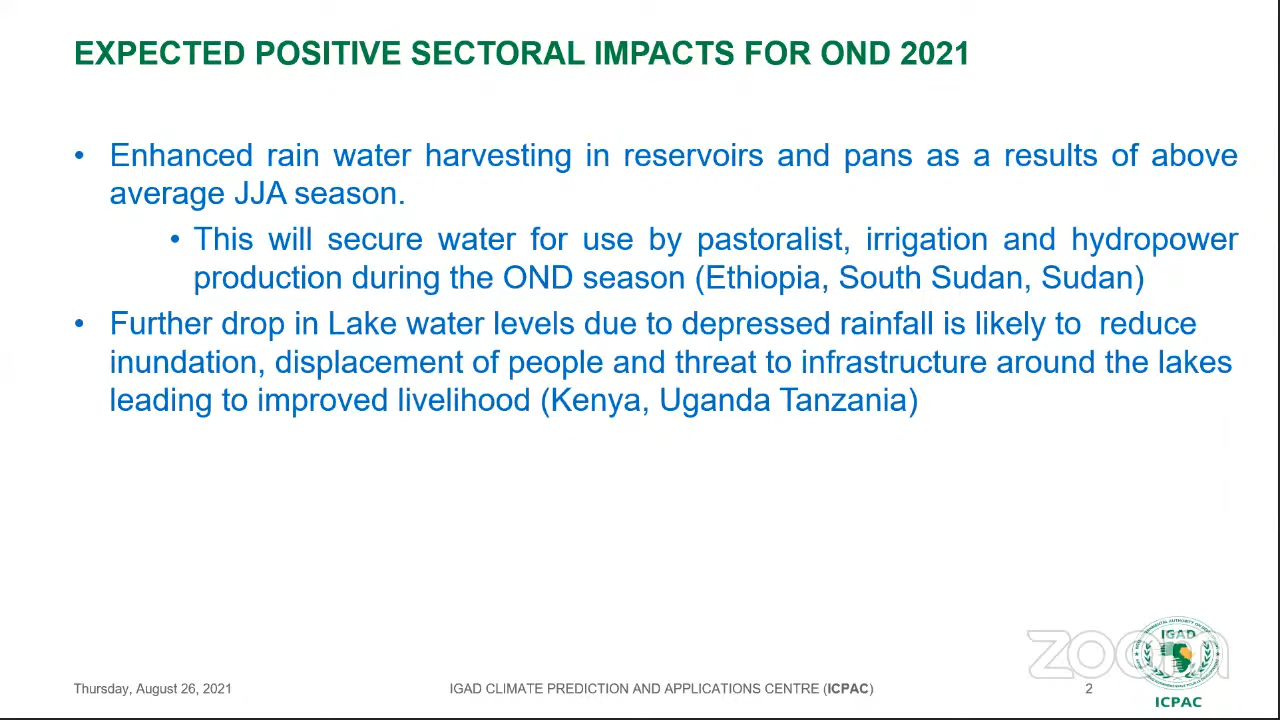 EXPECTED POSITIVE SECTORAL IMPACTS FOR OND 2021
• Enhanced rain water harvesting in reservoirs and pans as a results of above
average JJA season.
• This will secure water for use by pastoralist, irrigation and hydropower
production during the OND season (Ethiopia, South Sudan, Sudan)
• Further drop in Lake water levels due to depressed rainfall is likely to reduce
inundation, displacement of people and threat to infrastructure around the lakes
leading to improved livelihood (Kenya, Uganda Tanzania)
zoom
IGAD
ICPAC
Thursday, August 26, 2021
IGAD CLIMATE PREDICTION AND APPLICATIONS CENTRE (ICPAC)
2